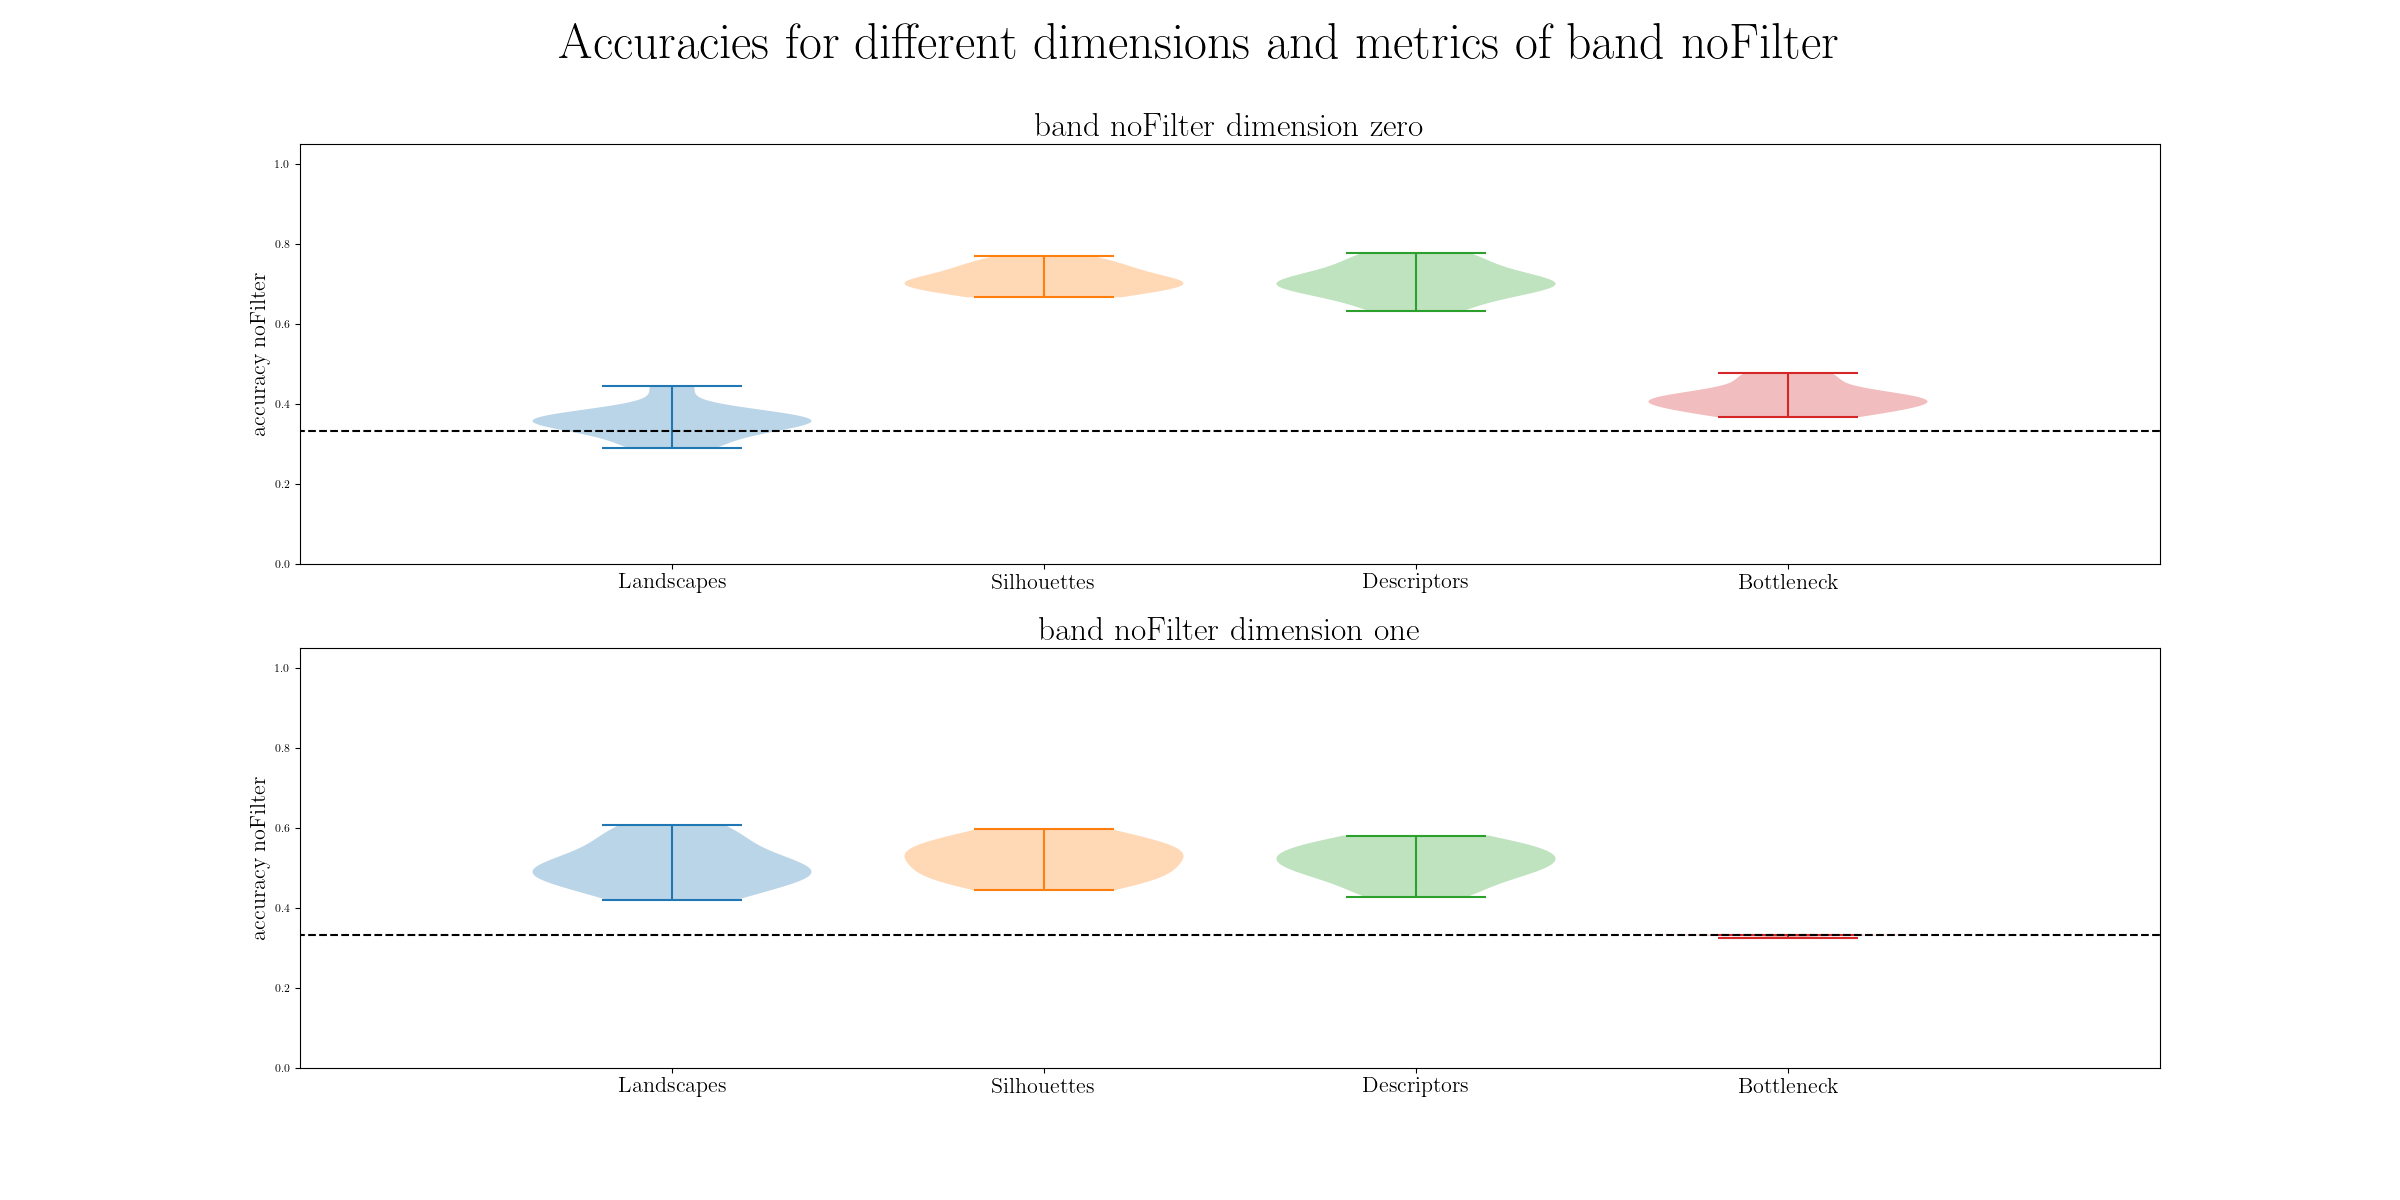 Accuracies for different dimensions and metrics of band noFilter
band noFilter dimension zero
accuracy noFilter
1.0
0.8
0.6
0.4
0.2
0.0
Landscapes Silhouettes Descriptors Bottleneck
band noFilter dimension one
accuracy noFilter
1.0
0.8
0.6
0.4
0.2
0.0
Landscapes Silhouettes Descriptors Bottleneck